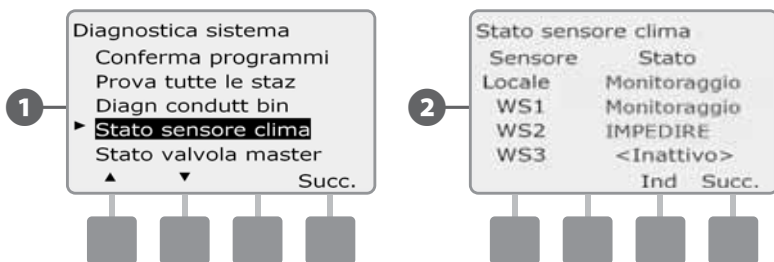 1
Diagnostica sistema
Conferma programmi
Prova tutte le staz
Diagn condutt bin
Stato sensore clima
Stato valvola master
Succ.
2
Stato sensore clima
Sensore Stato
Locale Monitoraggio
WS1 Monitoraggio
WS2 IMPEDIRE
WS3 <Inattivo>
Ind Succ.